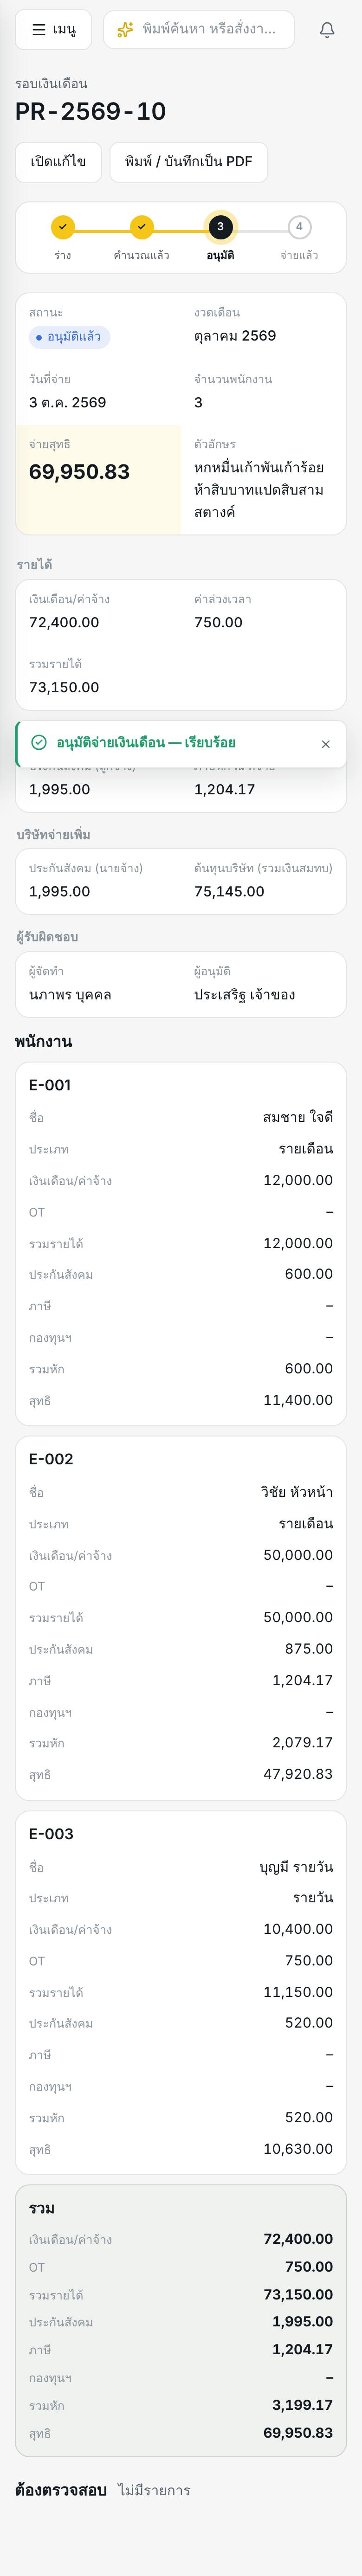 เมนู
พิมพ์ค้นหา หรือสั่งงา...
รอบเงินเดือน
PR-2569-10
เปิดแก้ไข
พิมพ์ / บันทึกเป็น PDF
3
4
ร่าง
คำนวณแล้ว
อนุมัติ
จ่ายแล้ว
สถานะ
งวดเดือน
อนุมัติแล้ว
ตุลาคม 2569
วันที่จ่าย
จำนวนพนักงาน
3 ต.ค. 2569
3
จ่ายสุทธิ
ตัวอักษร
69,950.83
หกหมื่นเก้าพันเก้าร้อย
ห้าสิบบาทแปดสิบสาม
สตางค์
รายได้
เงินเดือน/ค่าจ้าง
ค่าล่วงเวลา
72,400.00
750.00
รวมรายได้
73,150.00
อนุมัติจ่ายเงินเดือน — เรียบร้อย
1,995.00
1,204.17
บริษัทจ่ายเพิ่ม
ประกันสังคม (นายจ้าง)
ต้นทุนบริษัท (รวมเงินสมทบ)
1,995.00
75,145.00
ผู้รับผิดชอบ
ผู้จัดทำ
ผู้อนุมัติ
นภาพร บุคคล
ประเสริฐ เจ้าของ
พนักงาน
E-001
ชื่อ สมชาย ใจดี
ประเภท รายเดือน
เงินเดือน/ค่าจ้าง 12,000.00
OT –
รวมรายได้ 12,000.00
ประกันสังคม 600.00
ภาษี –
กองทุนฯ –
รวมหัก 600.00
สุทธิ 11,400.00
E-002
ชื่อ วิชัย หัวหน้า
ประเภท รายเดือน
เงินเดือน/ค่าจ้าง 50,000.00
OT –
รวมรายได้ 50,000.00
ประกันสังคม 875.00
ภาษี 1,204.17
กองทุนฯ –
รวมหัก 2,079.17
สุทธิ 47,920.83
E-003
ชื่อ บุญมี รายวัน
ประเภท รายวัน
เงินเดือน/ค่าจ้าง 10,400.00
OT 750.00
รวมรายได้ 11,150.00
ประกันสังคม 520.00
ภาษี –
กองทุนฯ –
รวมหัก 520.00
สุทธิ 10,630.00
รวม
เงินเดือน/ค่าจ้าง 72,400.00
OT 750.00
รวมรายได้ 73,150.00
ประกันสังคม 1,995.00
ภาษี 1,204.17
กองทุนฯ –
รวมหัก 3,199.17
สุทธิ 69,950.83
ต้องตรวจสอบ ไม่มีรายการ